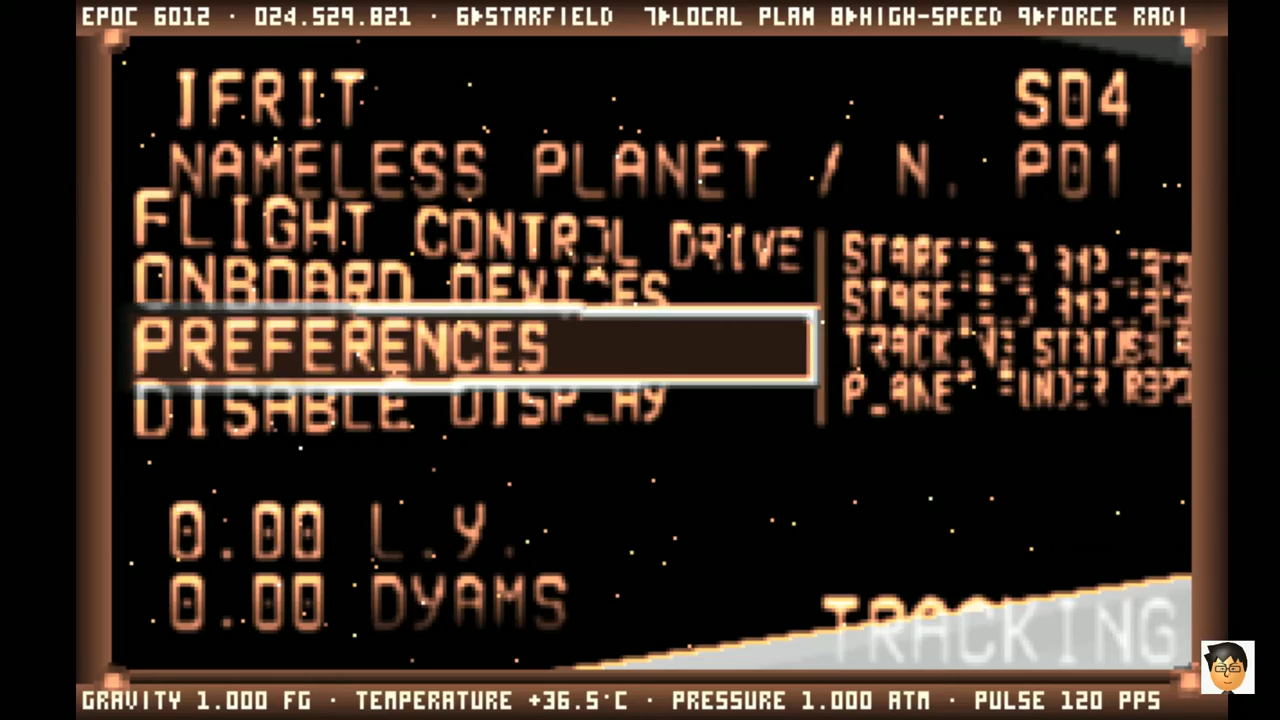 EPOC 6012 · 024.529.821 · 6▸STARFIELD 7▸LOCAL PLAN 8▸HIGH-SPEED 9▸FORCE RADI
IFRIT S04
NAMELESS PLANET / N. P01
FLIGHT CONTROL DRIVE
ONBOARD DEVICES
PREFERENCES
DISABLE DISPLAY
0.00 L.Y.
0.00 DYAMS
TRACKING
GRAVITY 1.000 FG · TEMPERATURE +36.5°C · PRESSURE 1.000 ATM · PULSE 120 PPS